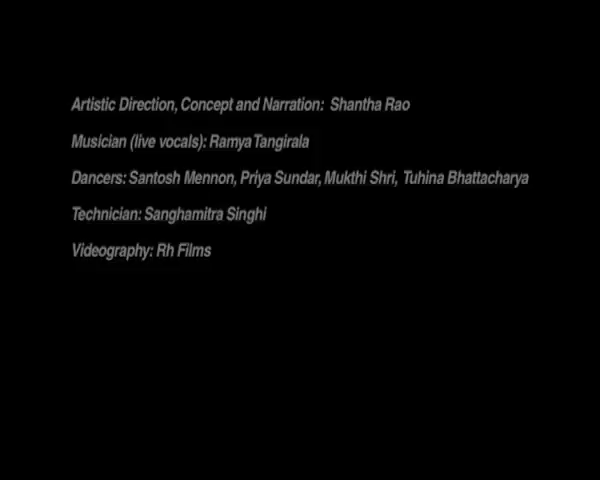 Artistic Direction, Concept and Narration: Shantha Rao
Musician (live vocals): Ramya Tangirala
Dancers: Santosh Mennon, Priya Sundar, Mukthi Shri, Tuhina Bhattacharya
Technician: Sanghamitra Singhi
Videography: Rh Films